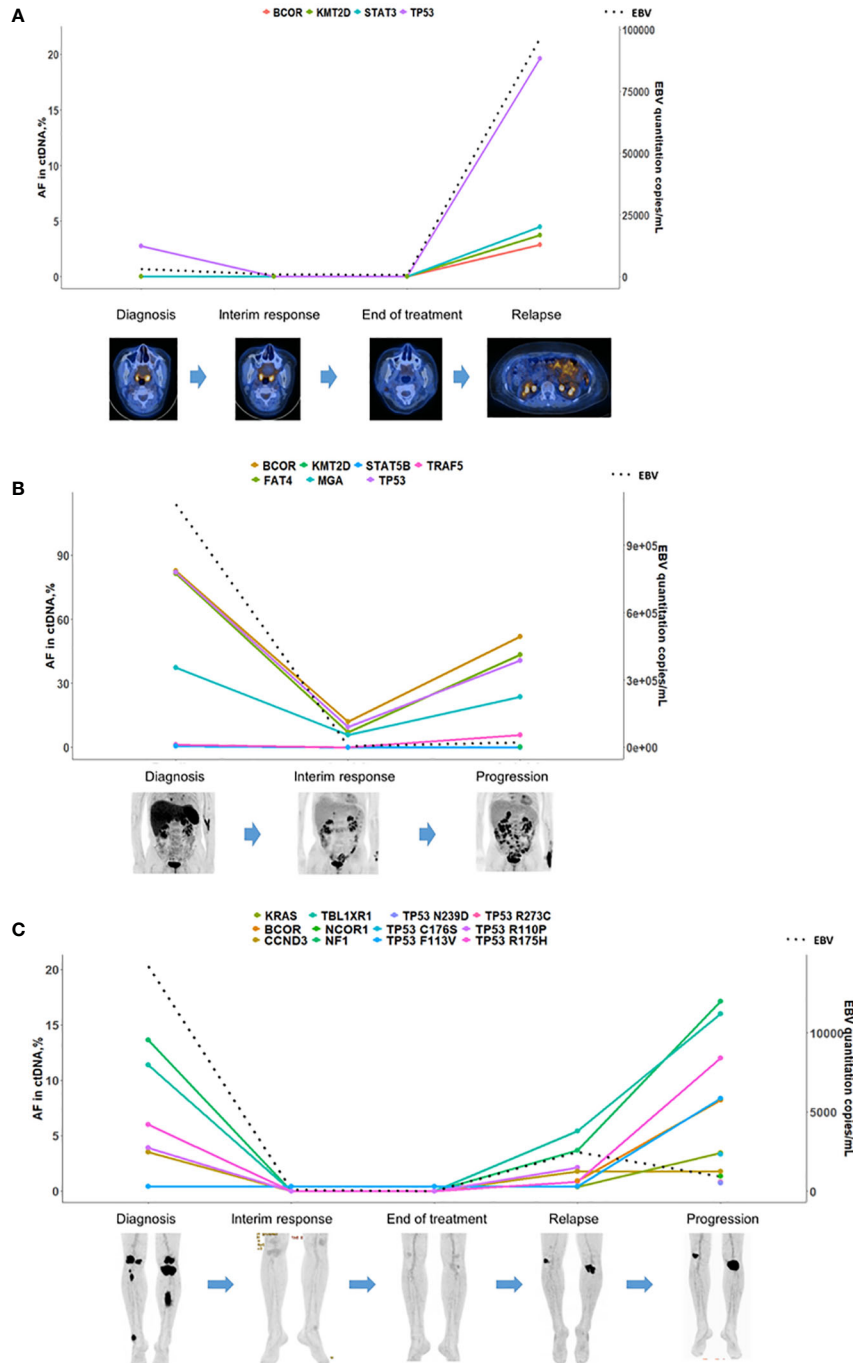 A
BCOR KMT2D STAT3 TP53 EBV
20
15
10
5
0
AF in ctDNA,%
100000
75000
50000
25000
0
EBV quantitation copies/mL
Diagnosis Interim response End of treatment Relapse
B
BCOR KMT2D STAT5B TRAF5
FAT4 MGA TP53
EBV
90
60
30
0
AF in ctDNA,%
9e+05
6e+05
3e+05
0e+00
EBV quantitation copies/mL
Diagnosis Interim response Progression
C
KRAS TBL1XR1 TP53 N239D TP53 R273C
BCOR NCOR1 TP53 C176S TP53 R110P
CCND3 NF1 TP53 F113V TP53 R175H
EBV
20
15
10
5
0
AF in ctDNA,%
10000
5000
0
EBV quantitation copies/mL
Diagnosis Interim response End of treatment Relapse Progression